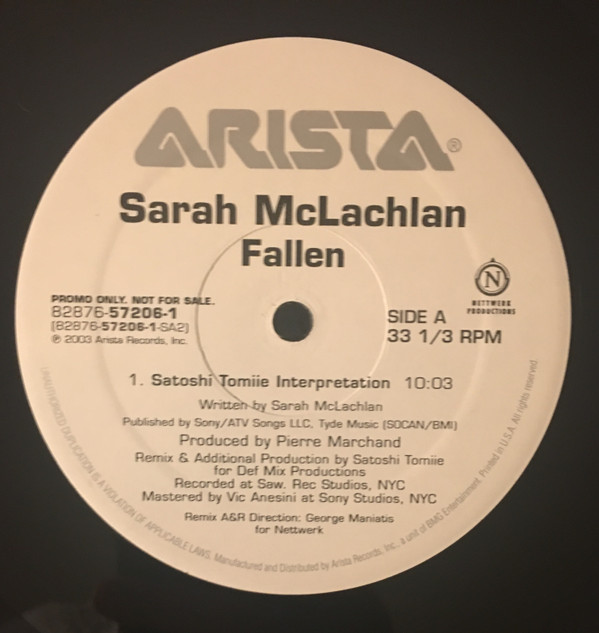 ARISTA®
Sarah McLachlan
Fallen
N
NETTWERK
PRODUCTIONS
PROMO ONLY. NOT FOR SALE.
82876-57206-1
(82876-57206-1-SA2)
℗ 2003 Arista Records, Inc.
SIDE A
33 1/3 RPM
1. Satoshi Tomiie Interpretation 10:03
Written by Sarah McLachlan
Published by Sony/ATV Songs LLC, Tyde Music (SOCAN/BMI)
Produced by Pierre Marchand
Remix & Additional Production by Satoshi Tomiie
for Def Mix Productions
Recorded at Saw. Rec Studios, NYC
Mastered by Vic Anesini at Sony Studios, NYC
Remix A&R Direction: George Maniatis
for Nettwerk
UNAUTHORIZED DUPLICATION IS A VIOLATION OF APPLICABLE LAWS. Manufactured and Distributed by Arista Records, Inc., a unit of BMG Entertainment. Printed in U.S.A. All rights reserved.